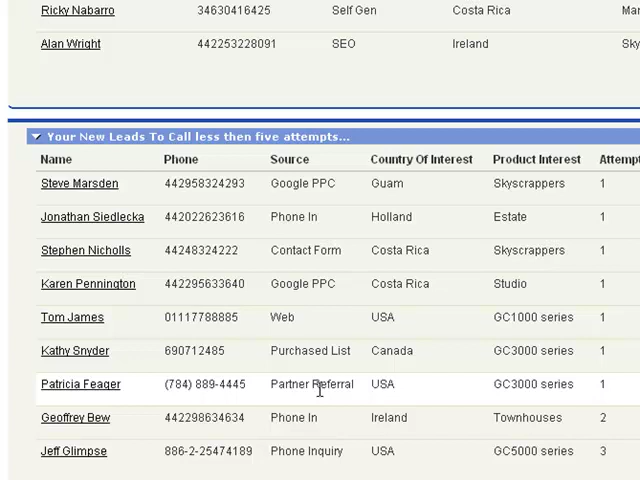 Ricky Nabarro 34630416425 Self Gen Costa Rica
Alan Wright 442253228091 SEO Ireland
Your New Leads To Call less then five attempts...
Name Phone Source Country Of Interest Product Interest Attempt
Steve Marsden 442958324293 Google PPC Guam Skyscrappers 1
Jonathan Siedlecka 442022623616 Phone In Holland Estate 1
Stephen Nicholls 44248324222 Contact Form Costa Rica Skyscrappers 1
Karen Pennington 442295633640 Google PPC Costa Rica Studio 1
Tom James 01117788885 Web USA GC1000 series 1
Kathy Snyder 690712485 Purchased List Canada GC3000 series 1
Patricia Feager (784) 889-4445 Partner Referral USA GC3000 series 1
Geoffrey Bew 442298634634 Phone In Ireland Townhouses 2
Jeff Glimpse 886-2-25474189 Phone Inquiry USA GC5000 series 3